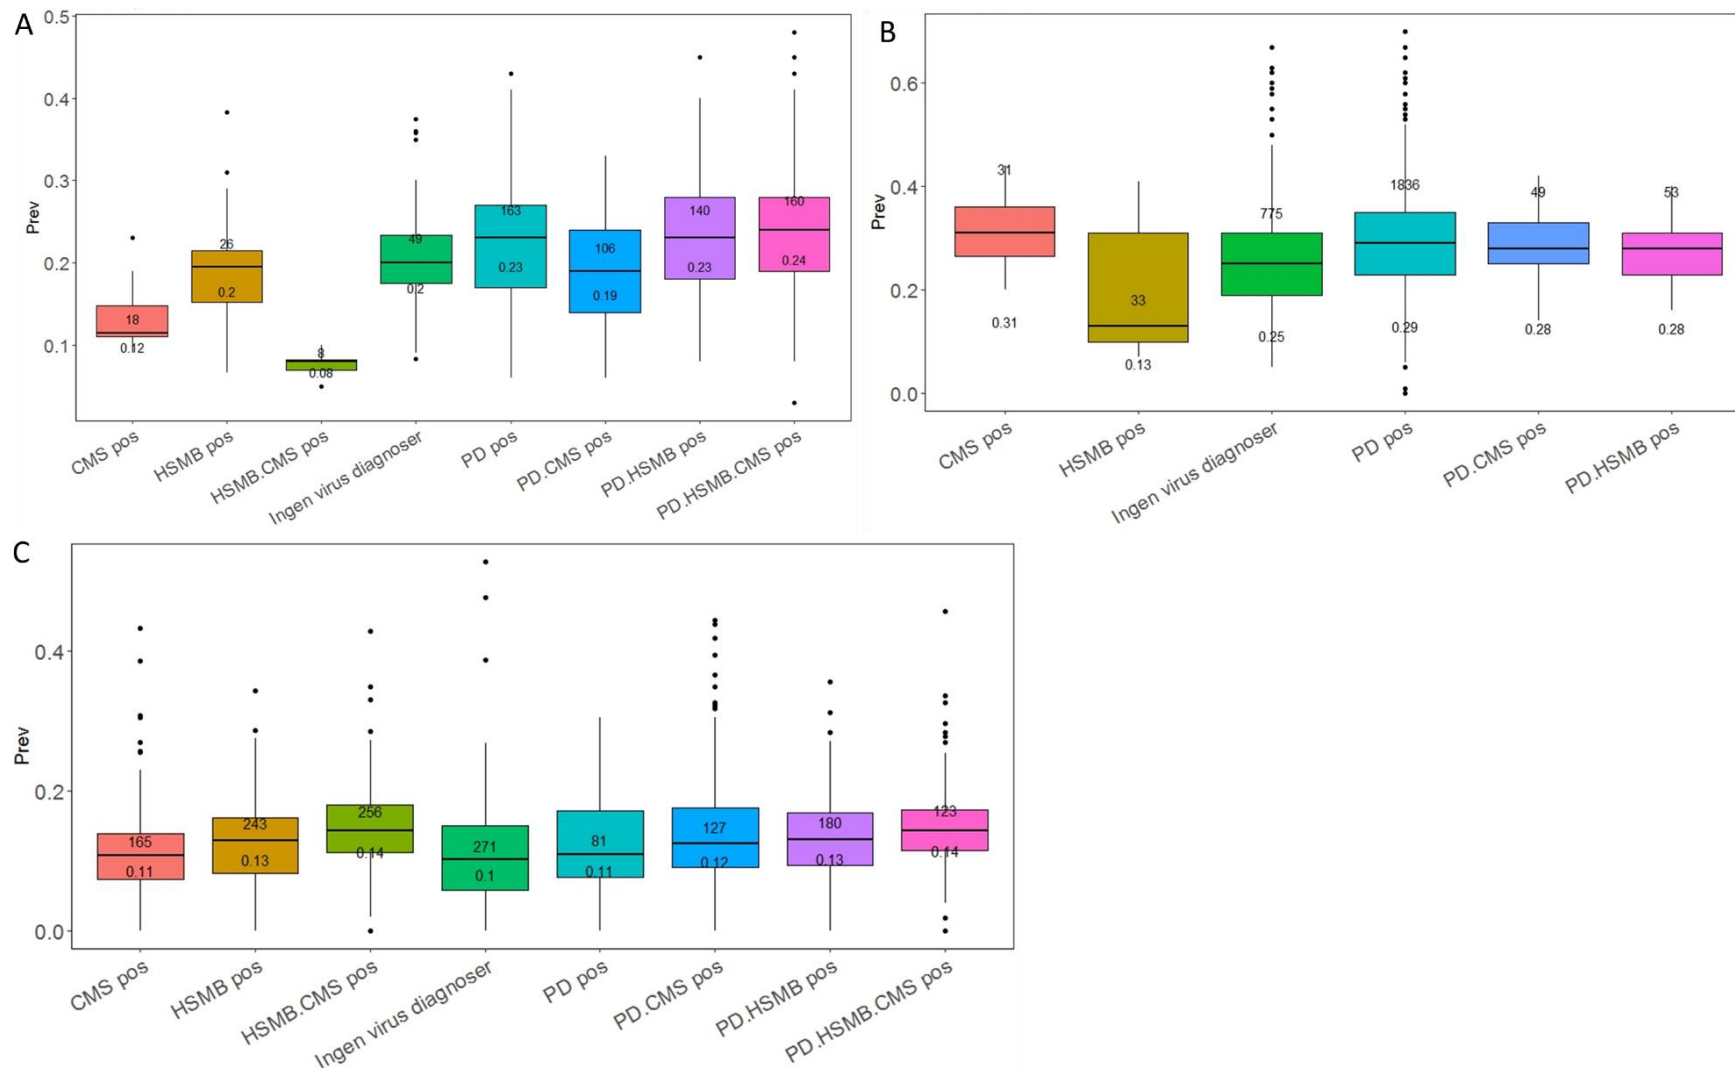 A
0.5
0.4
0.3
0.2
0.1
Prev
18
0.12
26
0.2
8
0.08
49
0.2
163
0.23
106
0.19
140
0.23
160
0.24
CMS pos
HSMB pos
HSMB.CMS pos
Ingen virus diagnoser
PD pos
PD.CMS pos
PD.HSMB pos
PD.HSMB.CMS pos
B
0.6
0.4
0.2
0.0
Prev
31
0.31
33
0.13
775
0.25
1836
0.29
49
0.28
53
0.28
CMS pos
HSMB pos
Ingen virus diagnoser
PD pos
PD.CMS pos
PD.HSMB pos
C
0.4
0.2
0.0
Prev
165
0.11
243
0.13
256
0.14
271
0.1
81
0.11
127
0.12
180
0.13
123
0.14
CMS pos
HSMB pos
HSMB.CMS pos
Ingen virus diagnoser
PD pos
PD.CMS pos
PD.HSMB pos
PD.HSMB.CMS pos